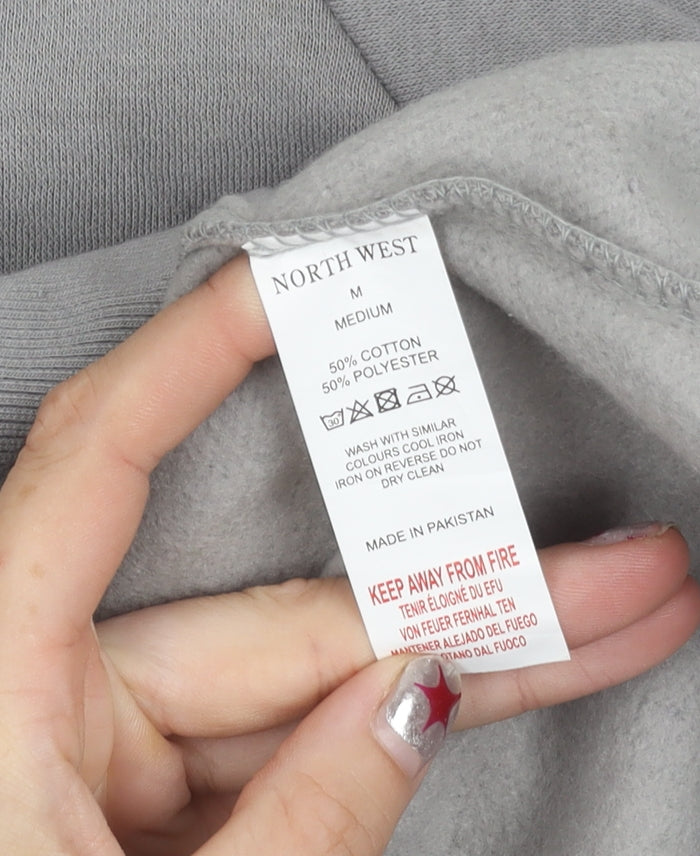 NORTH WEST
M
MEDIUM
50% COTTON
50% POLYESTER
30
WASH WITH SIMILAR
COLOURS COOL IRON
IRON ON REVERSE DO NOT
DRY CLEAN
MADE IN PAKISTAN
KEEP AWAY FROM FIRE
TENIR ÉLOIGNÉ DU EFU
VON FEUER FERNHAL TEN
MANTENER ALEJADO DEL FUEGO
DAL FUOCO